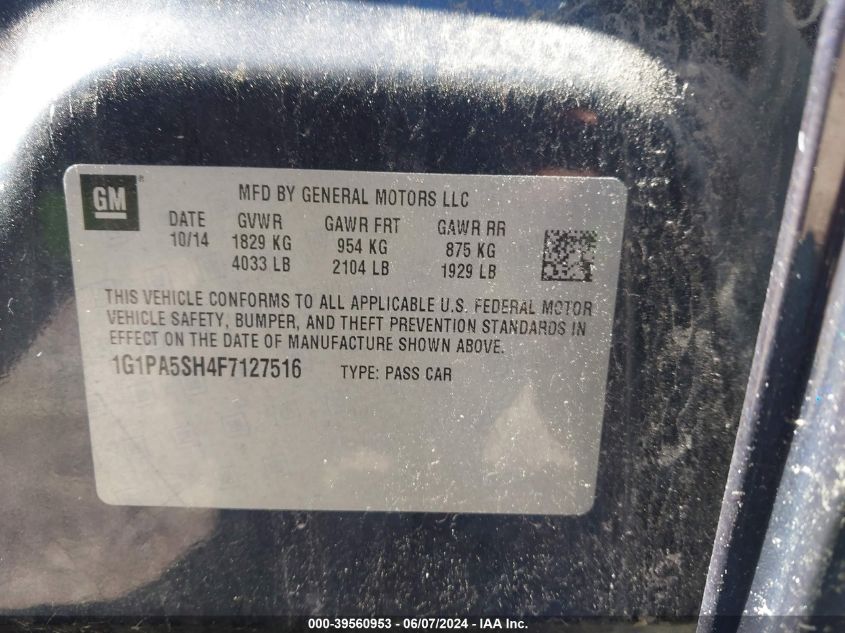 GM ®
MFD BY GENERAL MOTORS LLC
DATE GVWR GAWR FRT GAWR RR
10/14 1829 KG 954 KG 875 KG
4033 LB 2104 LB 1929 LB
THIS VEHICLE CONFORMS TO ALL APPLICABLE U.S. FEDERAL MOTOR
VEHICLE SAFETY, BUMPER, AND THEFT PREVENTION STANDARDS IN
EFFECT ON THE DATE OF MANUFACTURE SHOWN ABOVE.
1G1PA5SH4F7127516 TYPE: PASS CAR
000-39560953 - 06/07/2024 - IAA Inc.